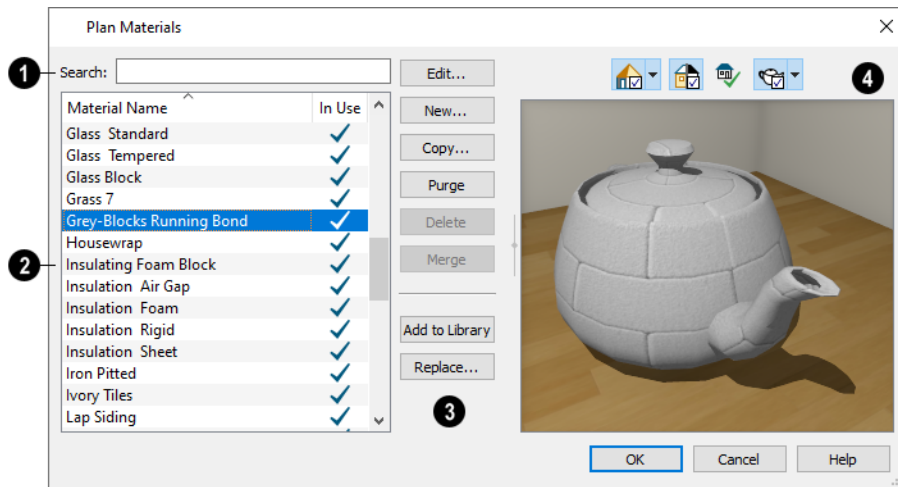 Plan Materials
1
Search:
Edit...
4
Material Name
In Use
New...
Glass Standard
Glass Tempered
Copy...
Glass Block
Purge
Grass 7
Grey-Blocks Running Bond
Delete
Housewrap
2
Insulating Foam Block
Merge
Insulation Air Gap
Insulation Foam
Insulation Rigid
Add to Library
Insulation Sheet
Iron Pitted
Replace...
Ivory Tiles
Lap Siding
3
OK
Cancel
Help